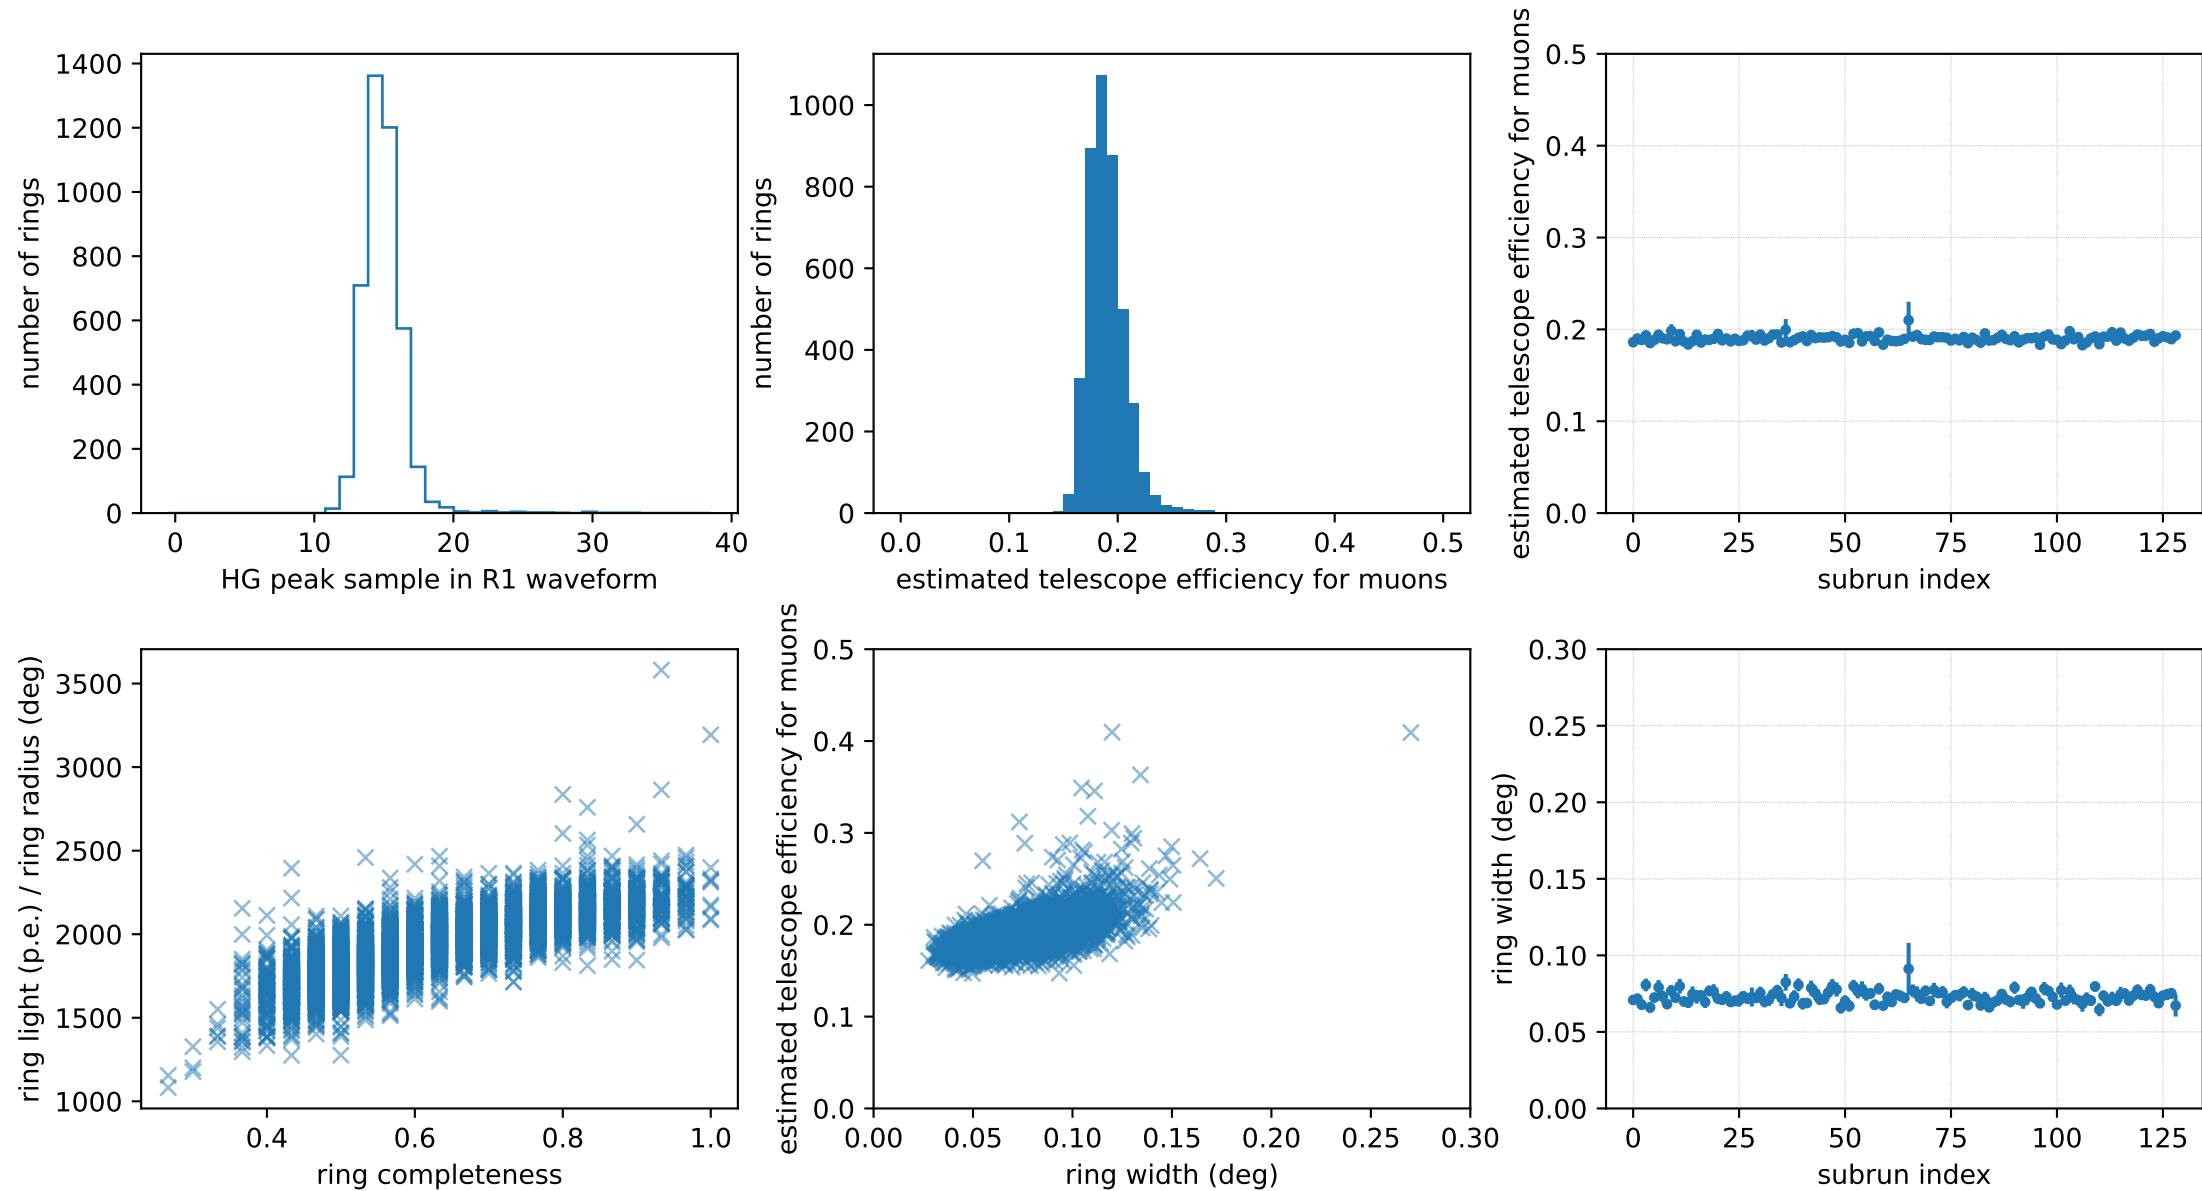 number of rings
1400
1200
1000
800
600
400
200
0
0 10 20 30 40
HG peak sample in R1 waveform
number of rings
1000
800
600
400
200
0
0.0 0.1 0.2 0.3 0.4 0.5
estimated telescope efficiency for muons
estimated telescope efficiency for muons
0.5
0.4
0.3
0.2
0.1
0.0
0 25 50 75 100 125
subrun index
ring light (p.e.) / ring radius (deg)
3500
3000
2500
2000
1500
1000
0.4 0.6 0.8 1.0
ring completeness
estimated telescope efficiency for muons
0.5
0.4
0.3
0.2
0.1
0.0
0.00 0.05 0.10 0.15 0.20 0.25 0.30
ring width (deg)
ring width (deg)
0.30
0.25
0.20
0.15
0.10
0.05
0.00
0 25 50 75 100 125
subrun index